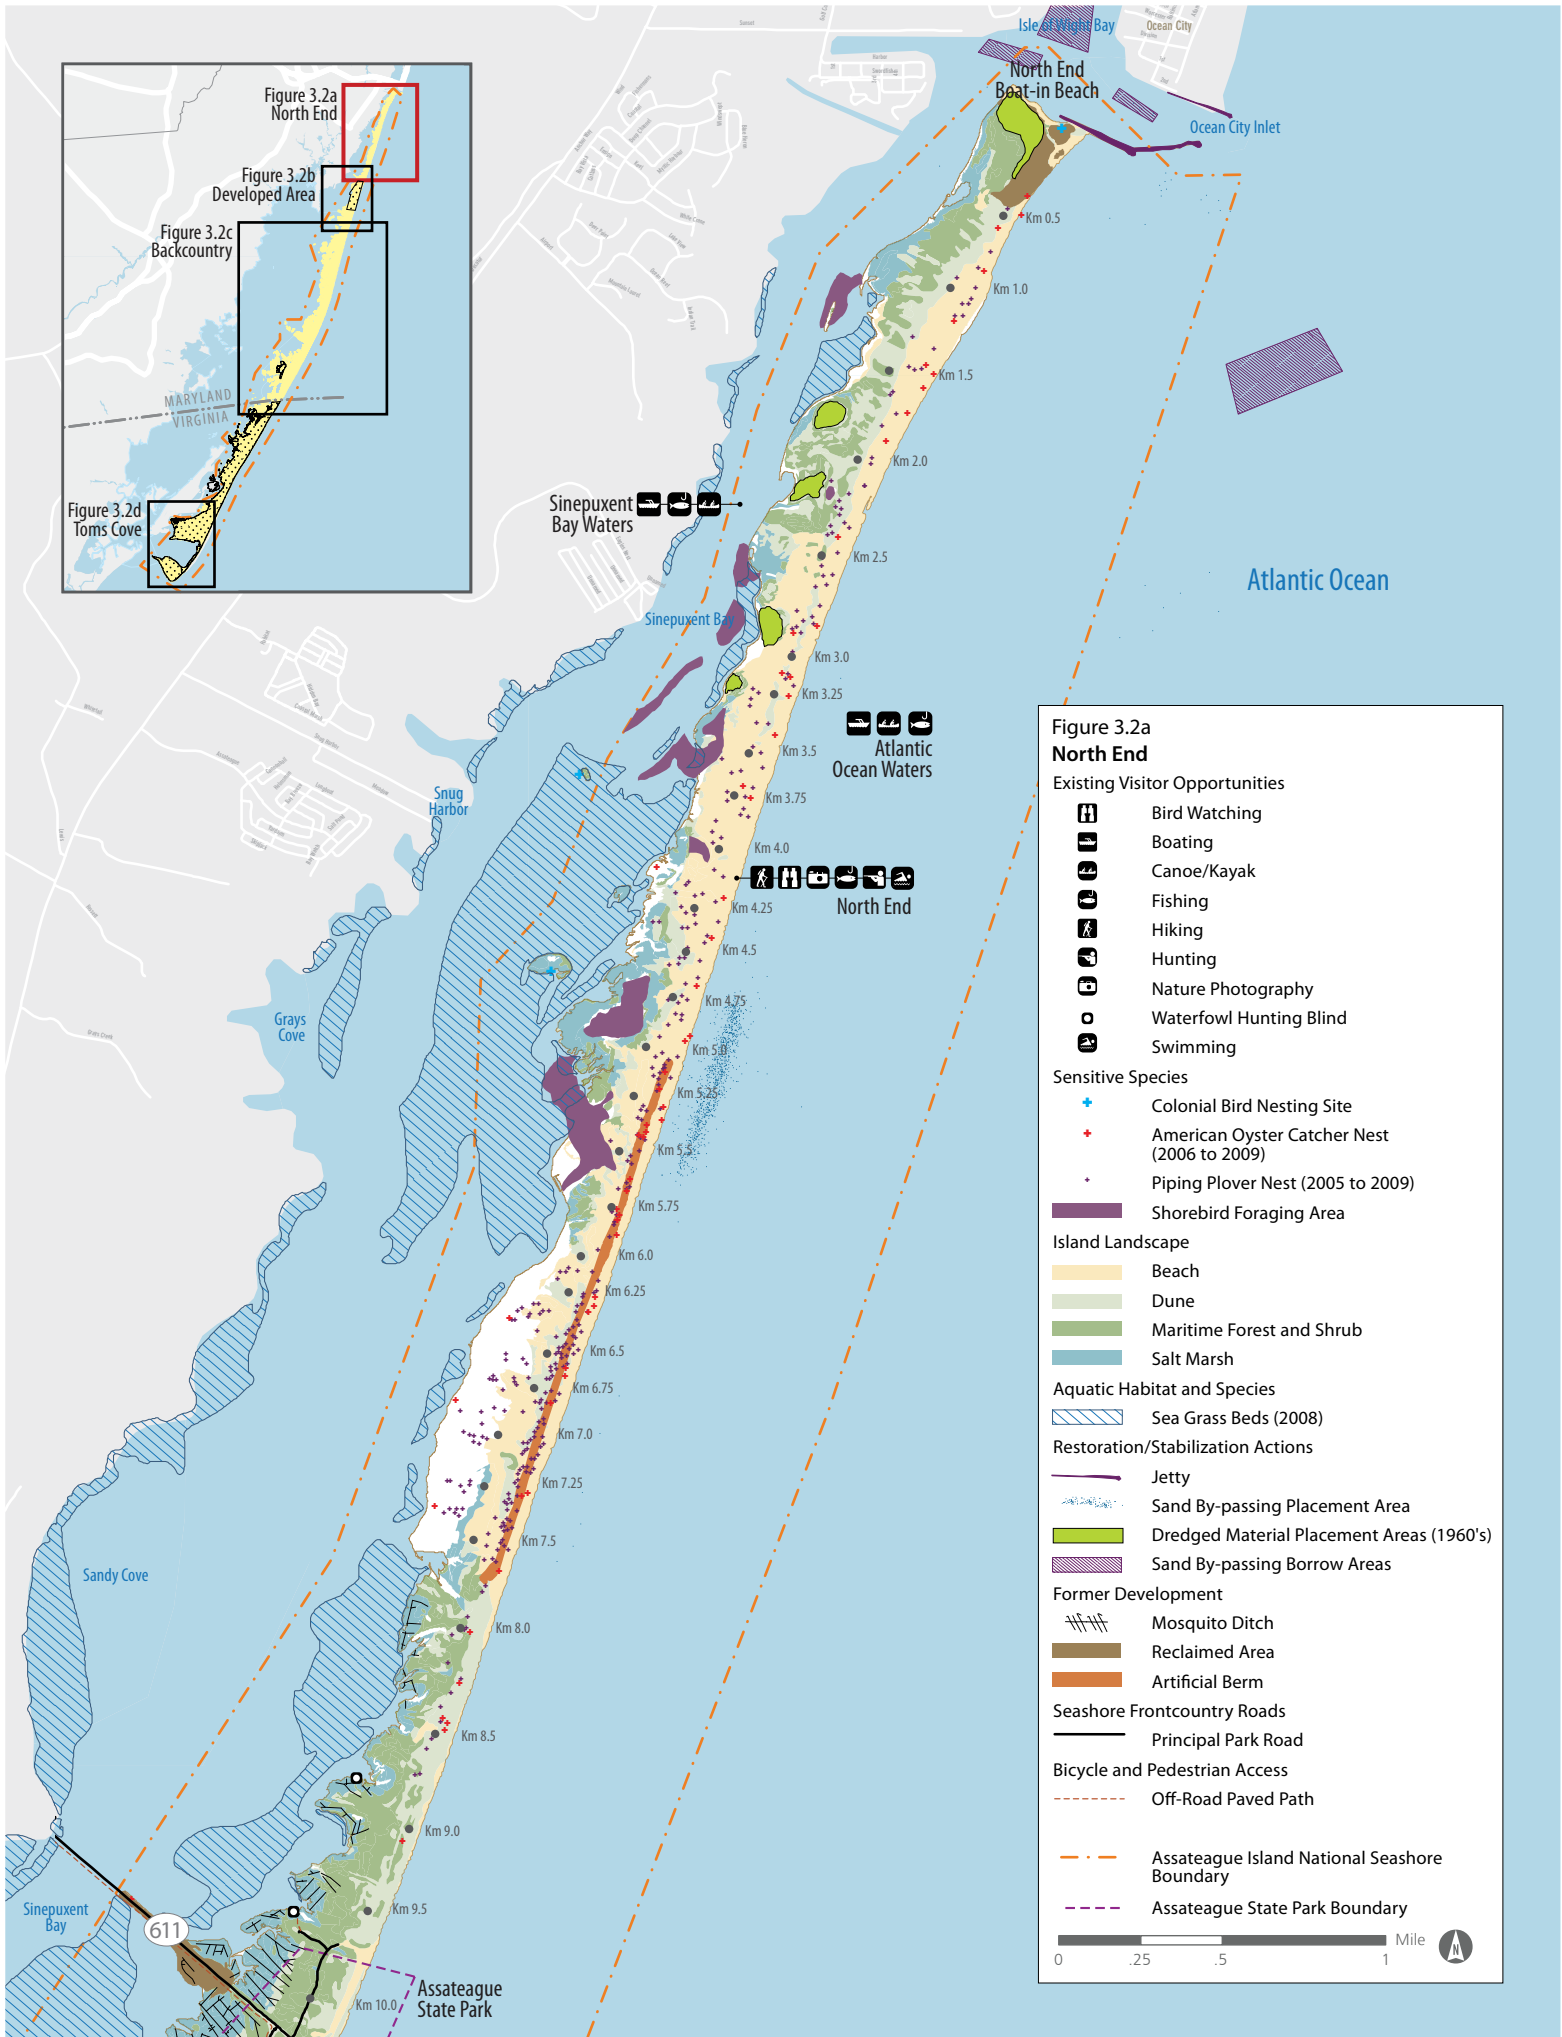 Isle of Wight Bay
Ocean City
North End
Boat-in Beach
Ocean City Inlet
Figure 3.2a
North End
Figure 3.2b
Developed Area
Figure 3.2c
Backcountry
MARYLAND
VIRGINIA
Figure 3.2d
Toms Cove
Km 0.5
Km 1.0
Km 1.5
Km 2.0
Sinepuxent
Bay Waters
Km 2.5
Atlantic Ocean
Sinepuxent Bay
Km 3.0
Km 3.25
Atlantic
Ocean Waters
Km 3.5
Snug
Harbor
Km 3.75
Km 4.0
North End
Km 4.25
Km 4.5
Km 4.75
Grays
Cove
Km 5.0
Km 5.25
Km 5.5
Km 5.75
Km 6.0
Km 6.25
Km 6.5
Km 6.75
Km 7.0
Km 7.25
Km 7.5
Sandy Cove
Km 8.0
Km 8.5
Km 9.0
Km 9.5
Sinepuxent
Bay
611
Assateague
State Park
Km 10.0
Figure 3.2a
North End
Existing Visitor Opportunities
Bird Watching
Boating
Canoe/Kayak
Fishing
Hiking
Hunting
Nature Photography
Waterfowl Hunting Blind
Swimming
Sensitive Species
Colonial Bird Nesting Site
American Oyster Catcher Nest
(2006 to 2009)
Piping Plover Nest (2005 to 2009)
Shorebird Foraging Area
Island Landscape
Beach
Dune
Maritime Forest and Shrub
Salt Marsh
Aquatic Habitat and Species
Sea Grass Beds (2008)
Restoration/Stabilization Actions
Jetty
Sand By-passing Placement Area
Dredged Material Placement Areas (1960's)
Sand By-passing Borrow Areas
Former Development
Mosquito Ditch
Reclaimed Area
Artificial Berm
Seashore Frontcountry Roads
Principal Park Road
Bicycle and Pedestrian Access
Off-Road Paved Path
Assateague Island National Seashore
Boundary
Assateague State Park Boundary
Mile
0 .25 .5 1
N